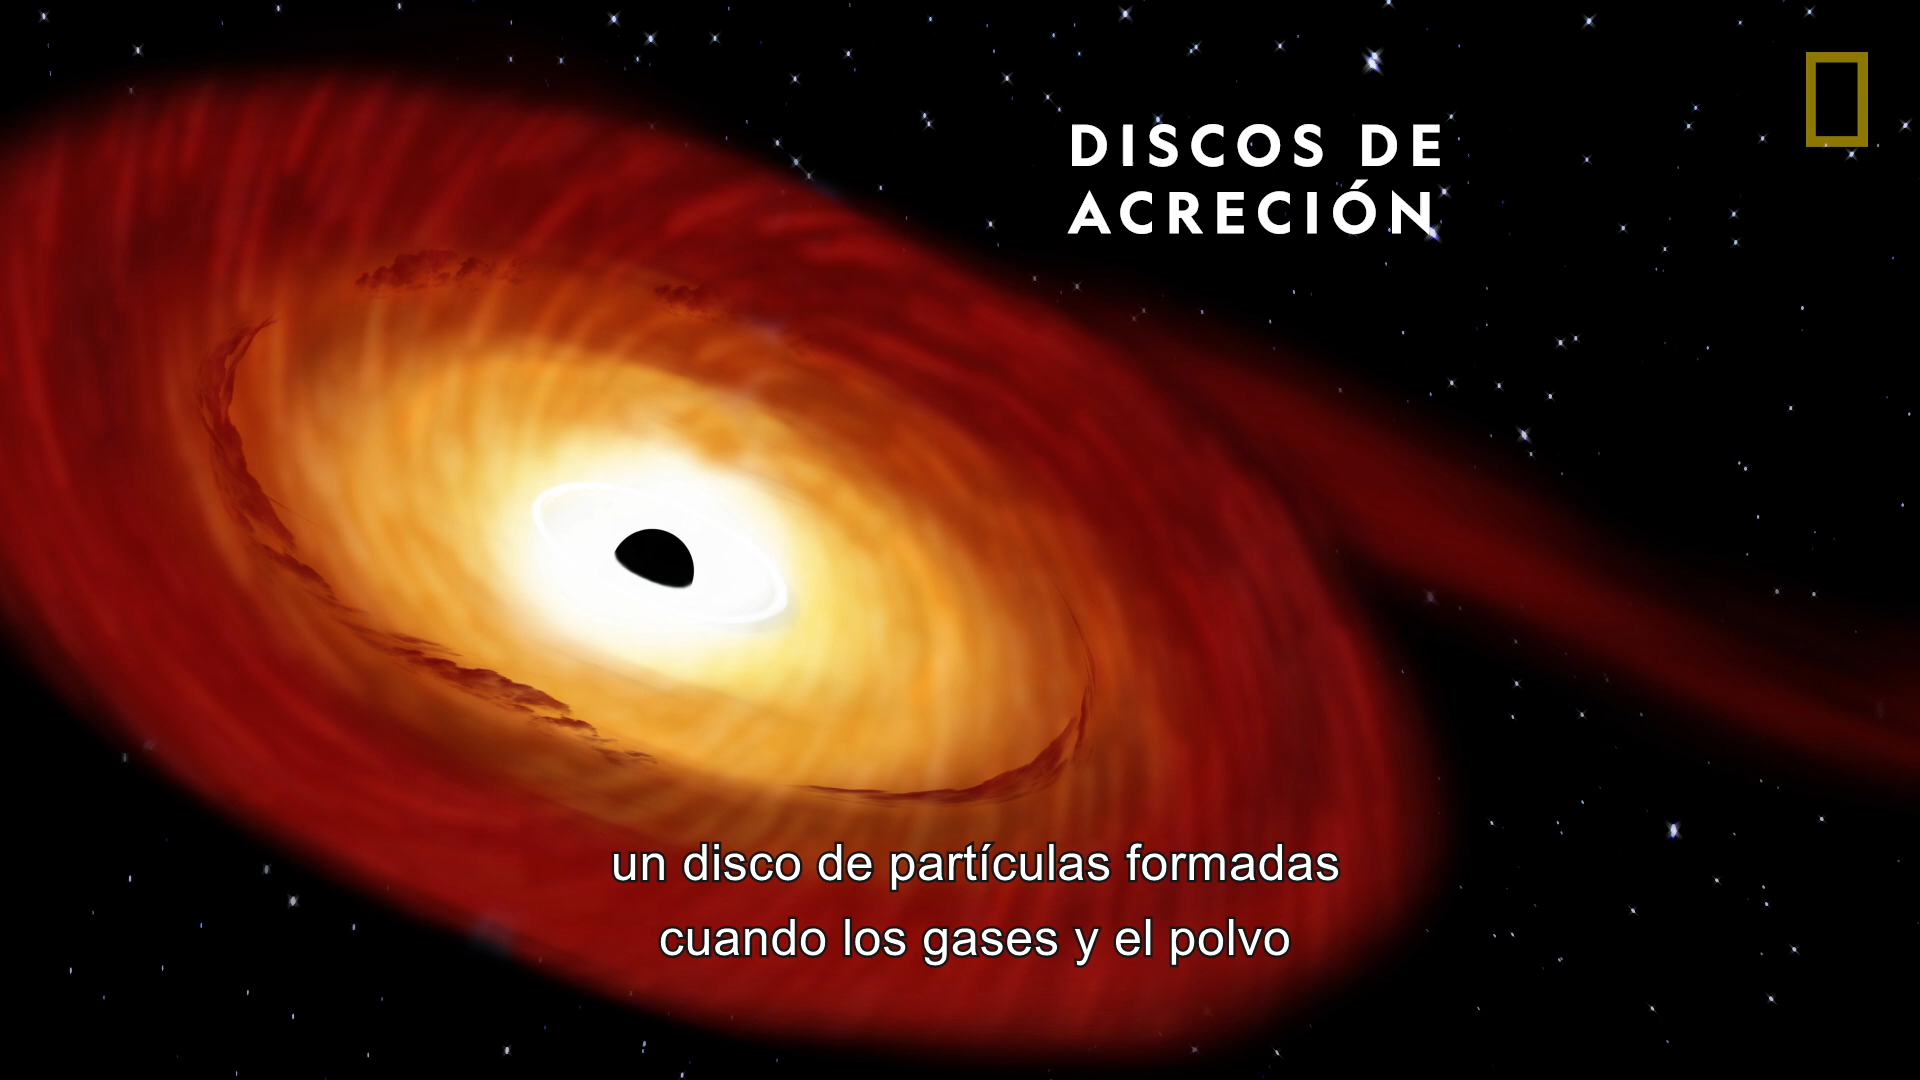 DISCOS DE
ACRECIÓN
un disco de partículas formadas
cuando los gases y el polvo